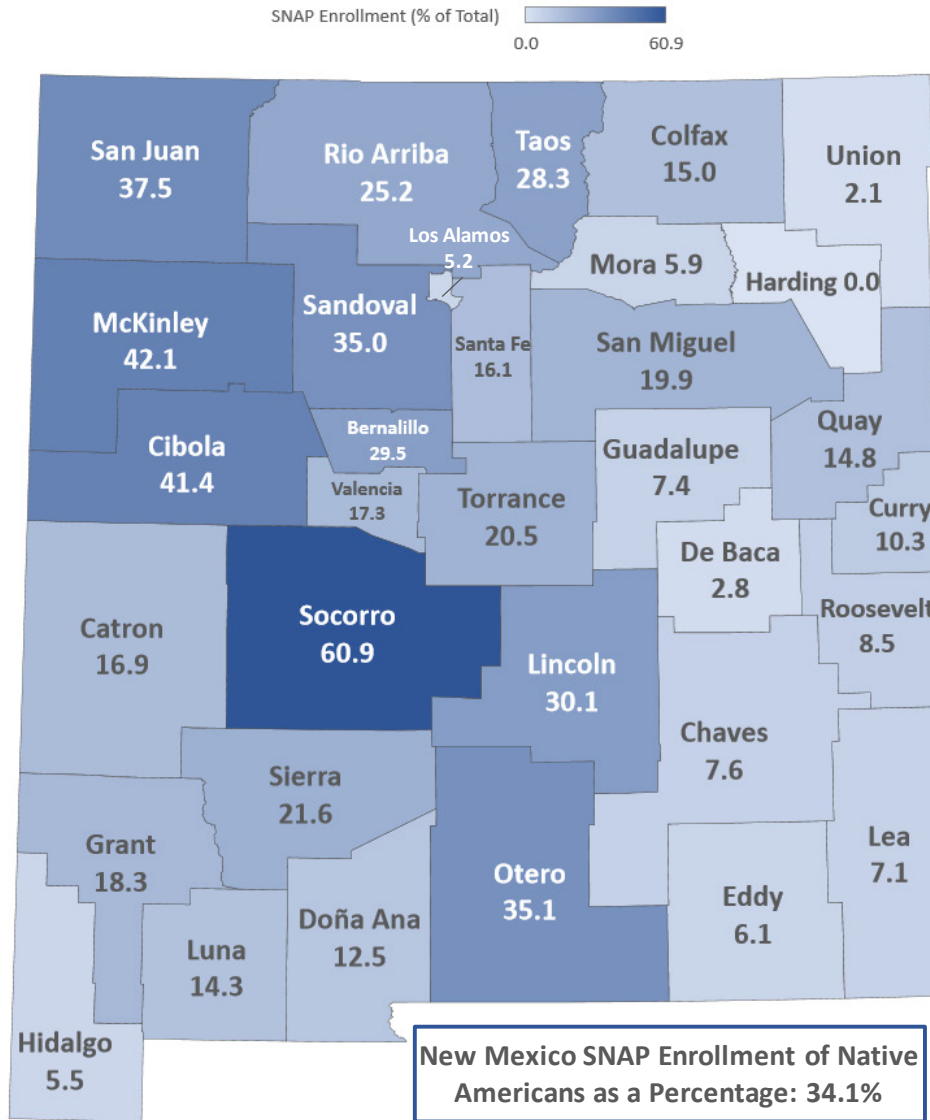 SNAP Enrollment (% of Total)
0.0
60.9
San Juan
37.5
Rio Arriba
25.2
Taos
28.3
Colfax
15.0
Union
2.1
Los Alamos
5.2
Mora 5.9
Harding 0.0
McKinley
42.1
Sandoval
35.0
Santa Fe
16.1
San Miguel
19.9
Quay
14.8
Cibola
41.4
Bernalillo
29.5
Guadalupe
7.4
Valencia
17.3
Torrance
20.5
Curry
10.3
De Baca
2.8
Roosevelt
8.5
Catron
16.9
Socorro
60.9
Lincoln
30.1
Chaves
7.6
Sierra
21.6
Grant
18.3
Otero
35.1
Lea
7.1
Eddy
6.1
Doña Ana
12.5
Luna
14.3
Hidalgo
5.5
New Mexico SNAP Enrollment of Native
Americans as a Percentage: 34.1%